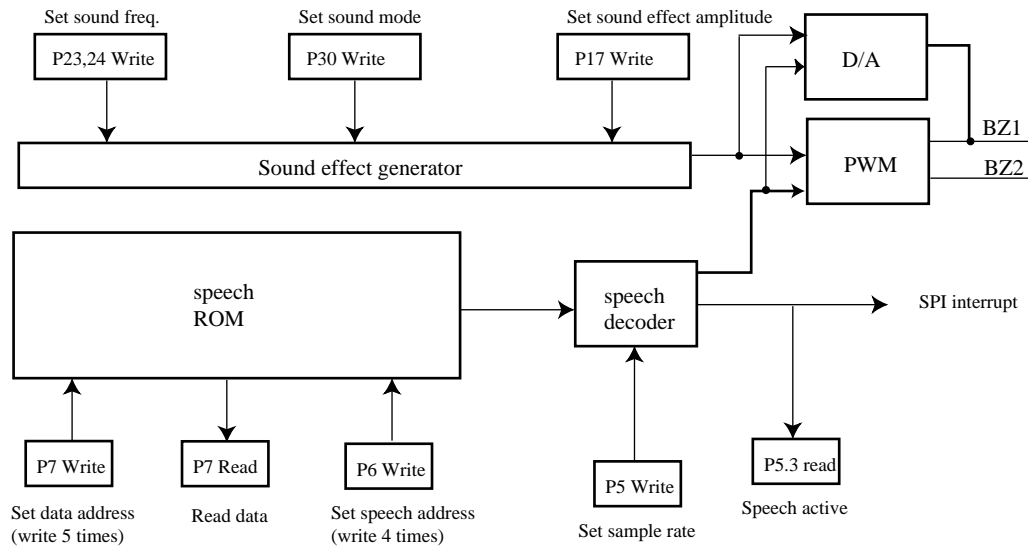 Set sound freq.
Set sound mode
Set sound effect amplitude
P23,24 Write
P30 Write
P17 Write
D/A
Sound effect generator
PWM
BZ1
BZ2
speech
ROM
speech
decoder
SPI interrupt
P7 Write
P7 Read
P6 Write
P5 Write
P5.3 read
Set data address
(write 5 times)
Read data
Set speech address
(write 4 times)
Set sample rate
Speech active